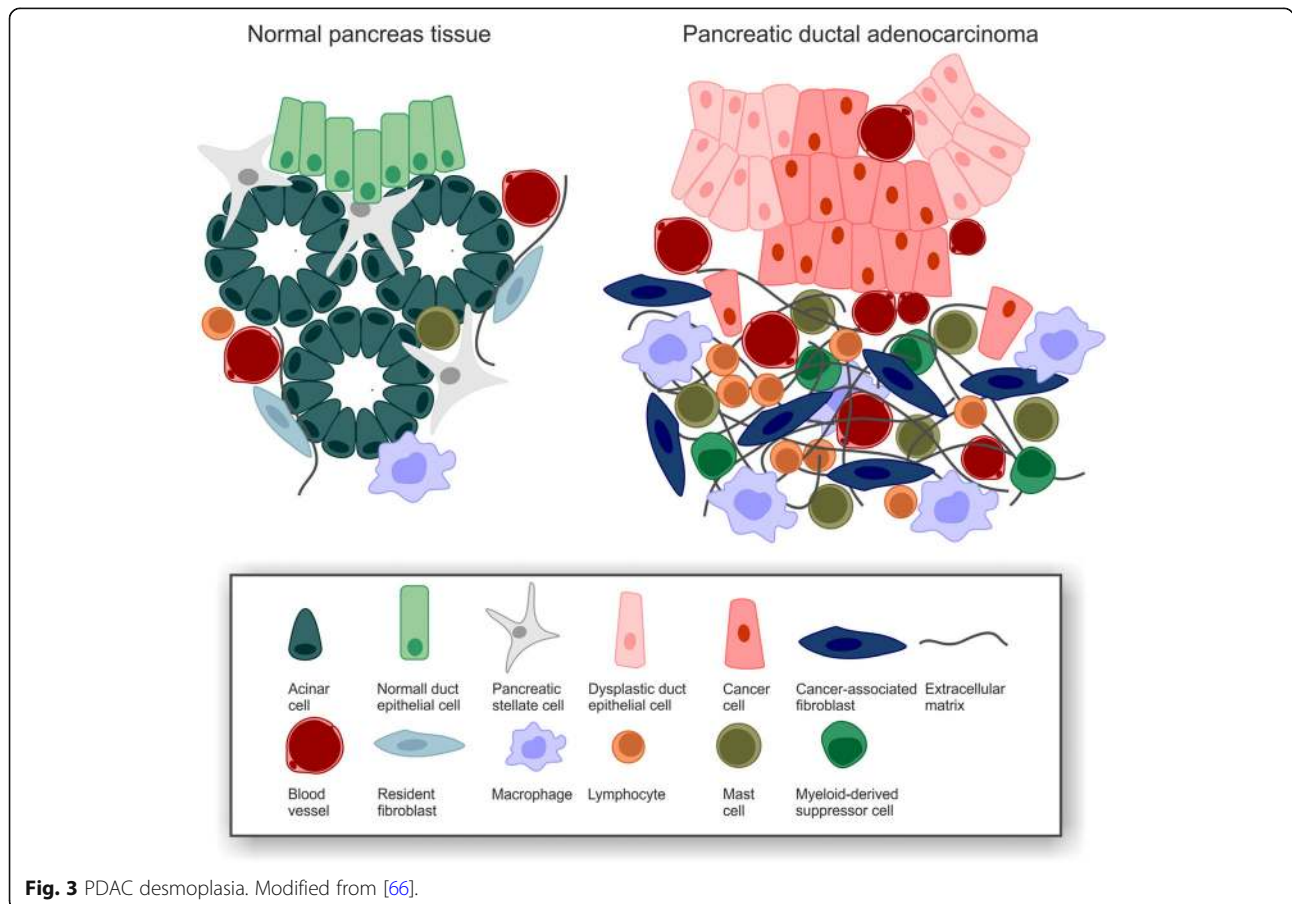 Normal pancreas tissue
Pancreatic ductal adenocarcinoma
Acinar
cell
Normall duct
epithelial cell
Pancreatic
stellate cell
Dysplastic duct
epithelial cell
Cancer
cell
Cancer-associated
fibroblast
Extracellular
matrix
Blood
vessel
Resident
fibroblast
Macrophage
Lymphocyte
Mast
cell
Myeloid-derived
suppressor cell
Fig. 3 PDAC desmoplasia. Modified from [66].